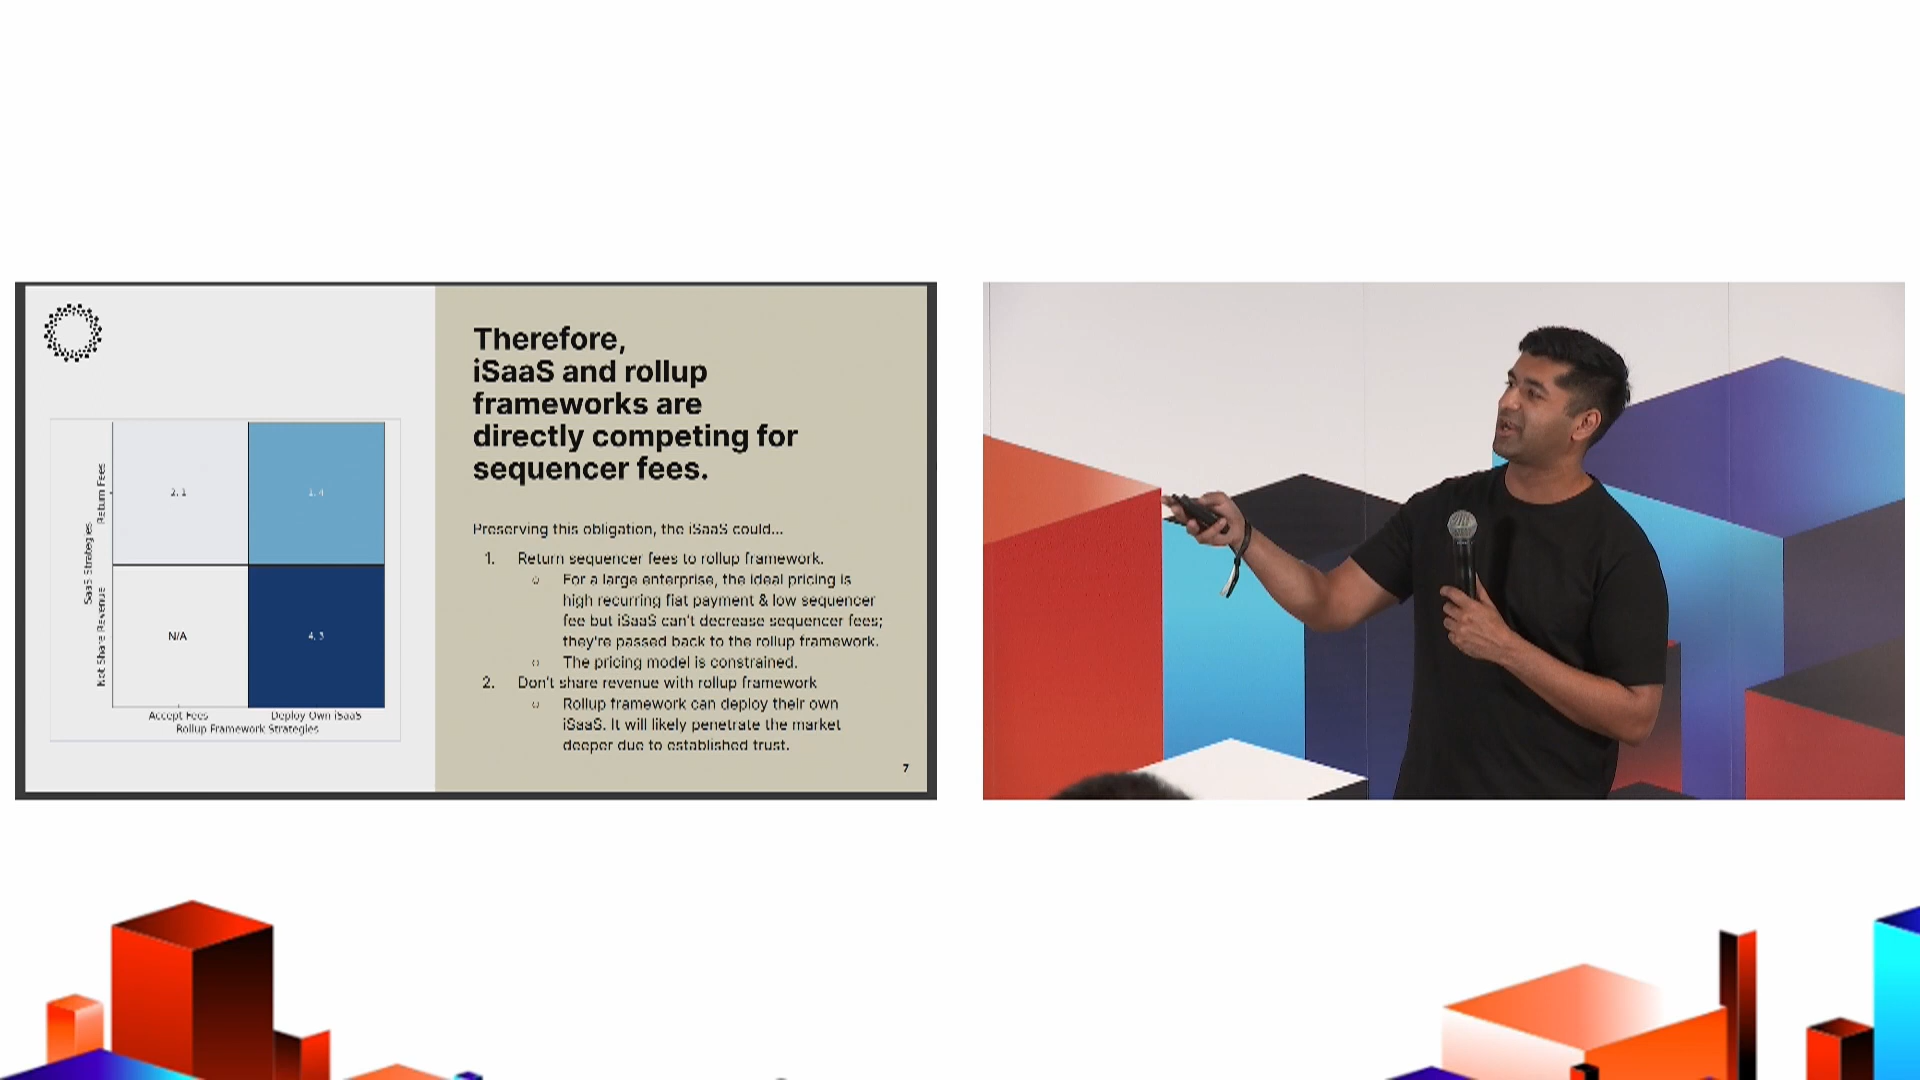 Therefore,
iSaaS and rollup
frameworks are
directly competing for
sequencer fees.
Preserving this obligation, the iSaaS could...
1. Return sequencer fees to rollup framework.
○ For a large enterprise, the ideal pricing is
high recurring fiat payment & low sequencer
fee but iSaaS can't decrease sequencer fees;
they're passed back to the rollup framework.
○ The pricing model is constrained.
2. Don't share revenue with rollup framework
○ Rollup framework can deploy their own
iSaaS. It will likely penetrate the market
deeper due to established trust.
7
SaaS Strategies
Return Fees
Not Share Revenue
2, 1
1, 4
N/A
4, 3
Accept Fees
Deploy Own iSaaS
Rollup Framework Strategies